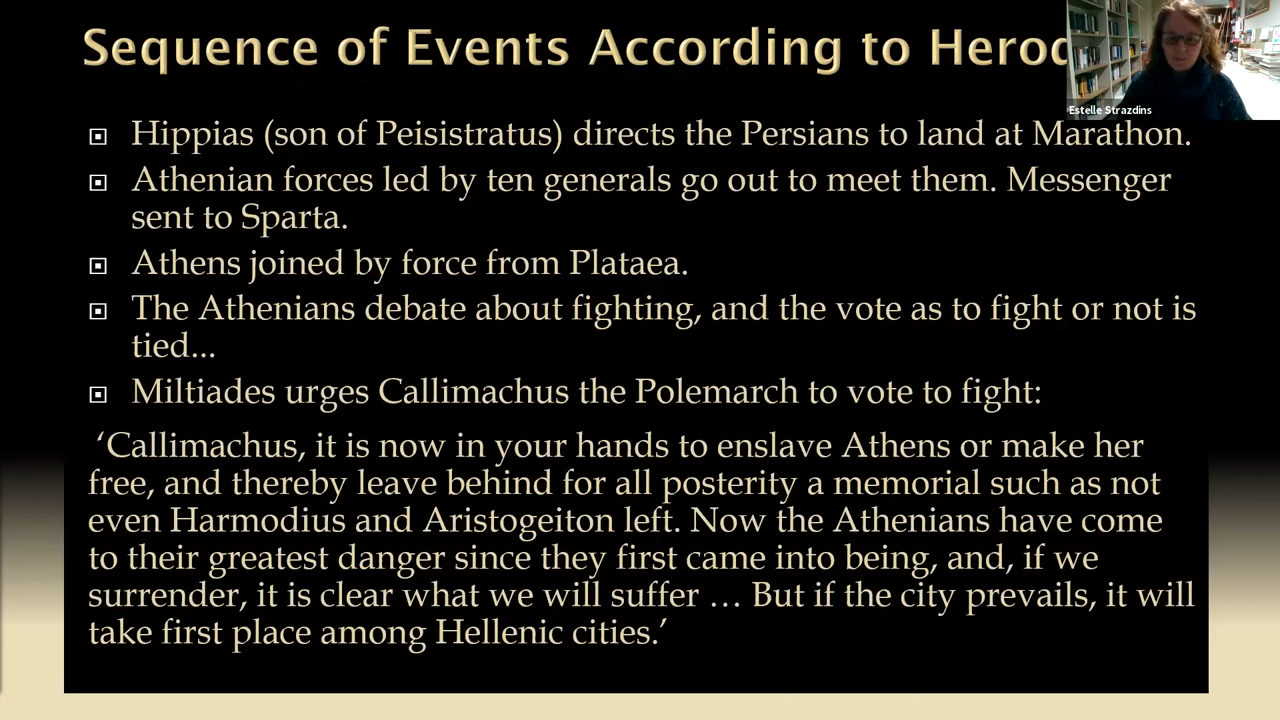 Sequence of Events According to
Estelle Strazdins
Hippias (son of Peisistratus) directs the Persians to land at Marathon.
Athenian forces led by ten generals go out to meet them. Messenger
sent to Sparta.
Athens joined by force from Plataea.
The Athenians debate about fighting, and the vote as to fight or not is
tied...
Miltiades urges Callimachus the Polemarch to vote to fight:
‘Callimachus, it is now in your hands to enslave Athens or make her
free, and thereby leave behind for all posterity a memorial such as not
even Harmodius and Aristogeiton left. Now the Athenians have come
to their greatest danger since they first came into being, and, if we
surrender, it is clear what we will suffer … But if the city prevails, it will
take first place among Hellenic cities.’